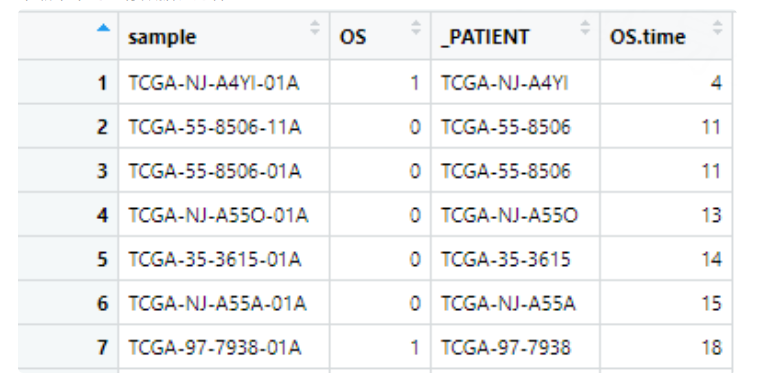 sample OS _PATIENT OS.time
1 TCGA-NJ-A4YI-01A 1 TCGA-NJ-A4YI 4
2 TCGA-55-8506-11A 0 TCGA-55-8506 11
3 TCGA-55-8506-01A 0 TCGA-55-8506 11
4 TCGA-NJ-A55O-01A 0 TCGA-NJ-A55O 13
5 TCGA-35-3615-01A 0 TCGA-35-3615 14
6 TCGA-NJ-A55A-01A 0 TCGA-NJ-A55A 15
7 TCGA-97-7938-01A 1 TCGA-97-7938 18